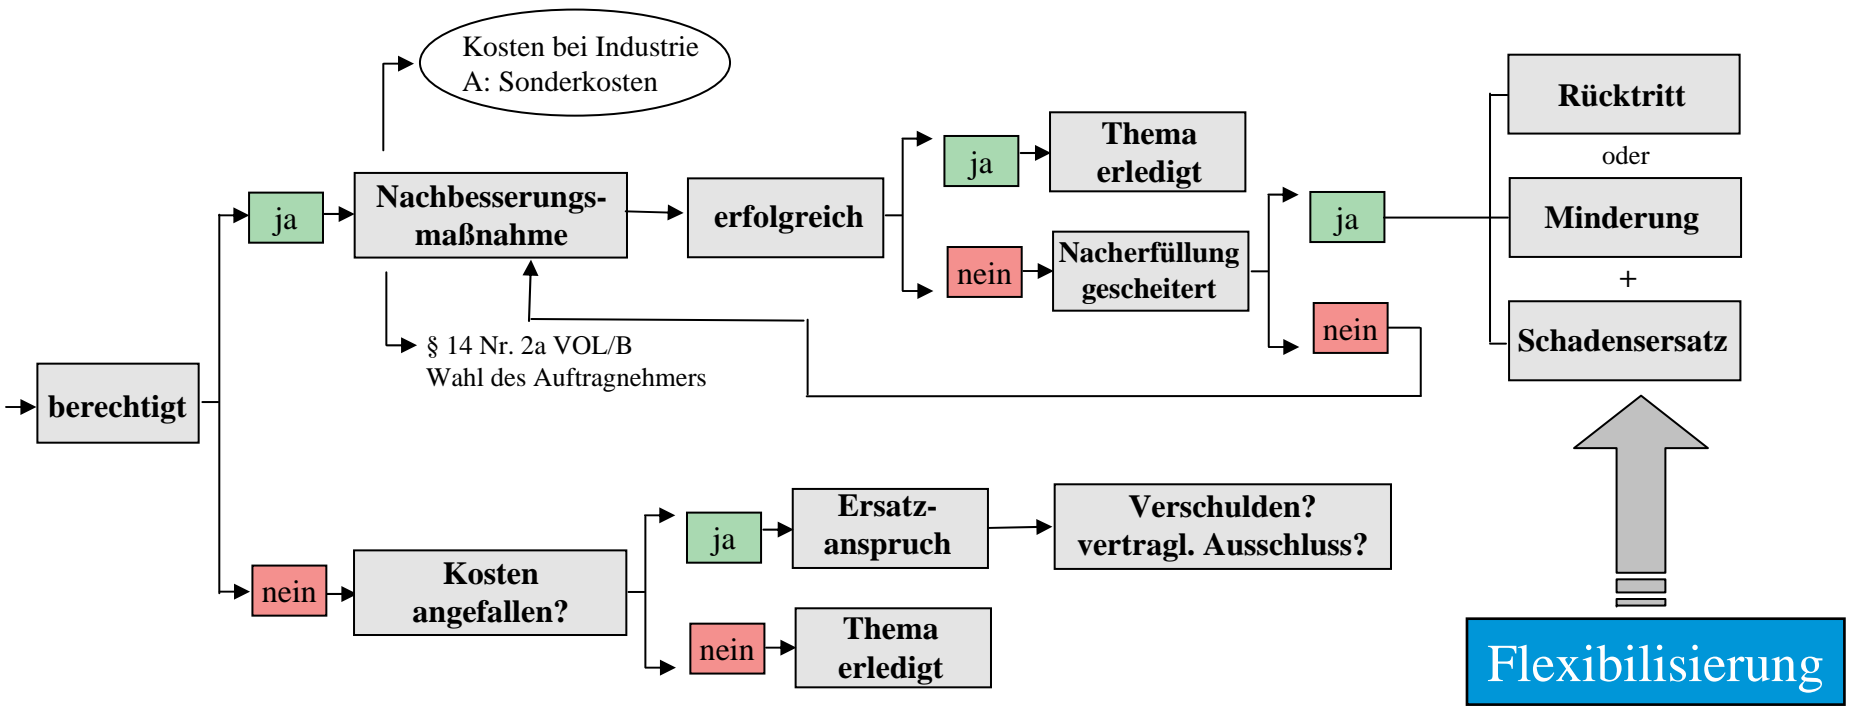 Kosten bei Industrie
A: Sonderkosten
ja
Nachbesserungs-
maßnahme
erfolgreich
ja
Thema
erledigt
nein
Nacherfüllung
gescheitert
ja
nein
Rücktritt
oder
Minderung
+
Schadensersatz
§ 14 Nr. 2a VOL/B
Wahl des Auftragnehmers
berechtigt
nein
Kosten
angefallen?
ja
Ersatz-
anspruch
Verschulden?
vertragl. Ausschluss?
nein
Thema
erledigt
Flexibilisierung